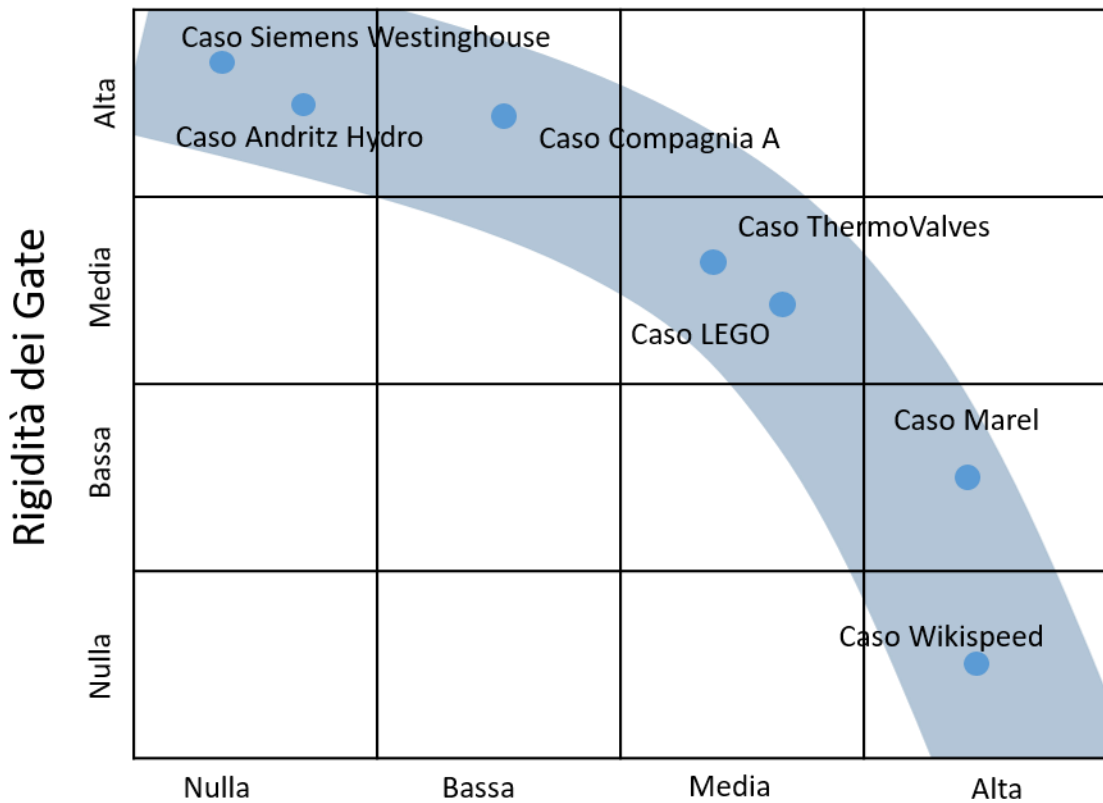 Caso Siemens Westinghouse
Caso Andritz Hydro
Caso Compagnia A
Caso ThermoValves
Caso LEGO
Caso Marel
Caso Wikispeed
Rigidità dei Gate
Alta
Media
Bassa
Nulla
Nulla
Bassa
Media
Alta